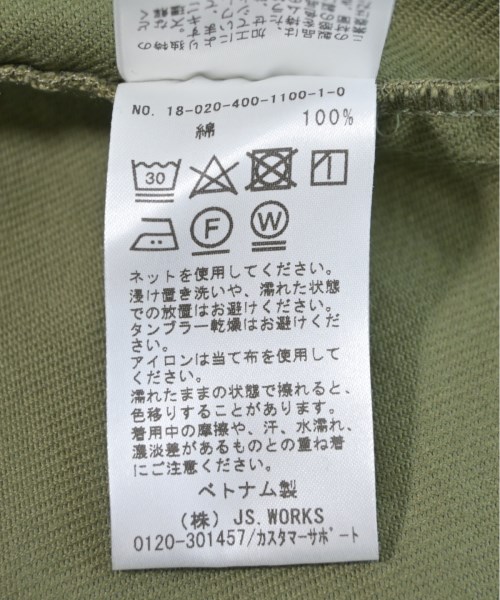 NO. 18-020-400-1100-1-0
綿 100%
30
F W
ネットを使用してください。
浸け置き洗いや、濡れた状態
での放置はお避けください。
タンブラー乾燥はお避けくだ
さい。
アイロンは当て布を使用して
ください。
濡れたままの状態で擦れると、
色移りすることがあります。
着用中の摩擦や、汗、水濡れ、
濃淡差があるものとの重ね着
にご注意ください。
ベトナム製
（株） JS.WORKS
0120-301457/カスタマーサポート